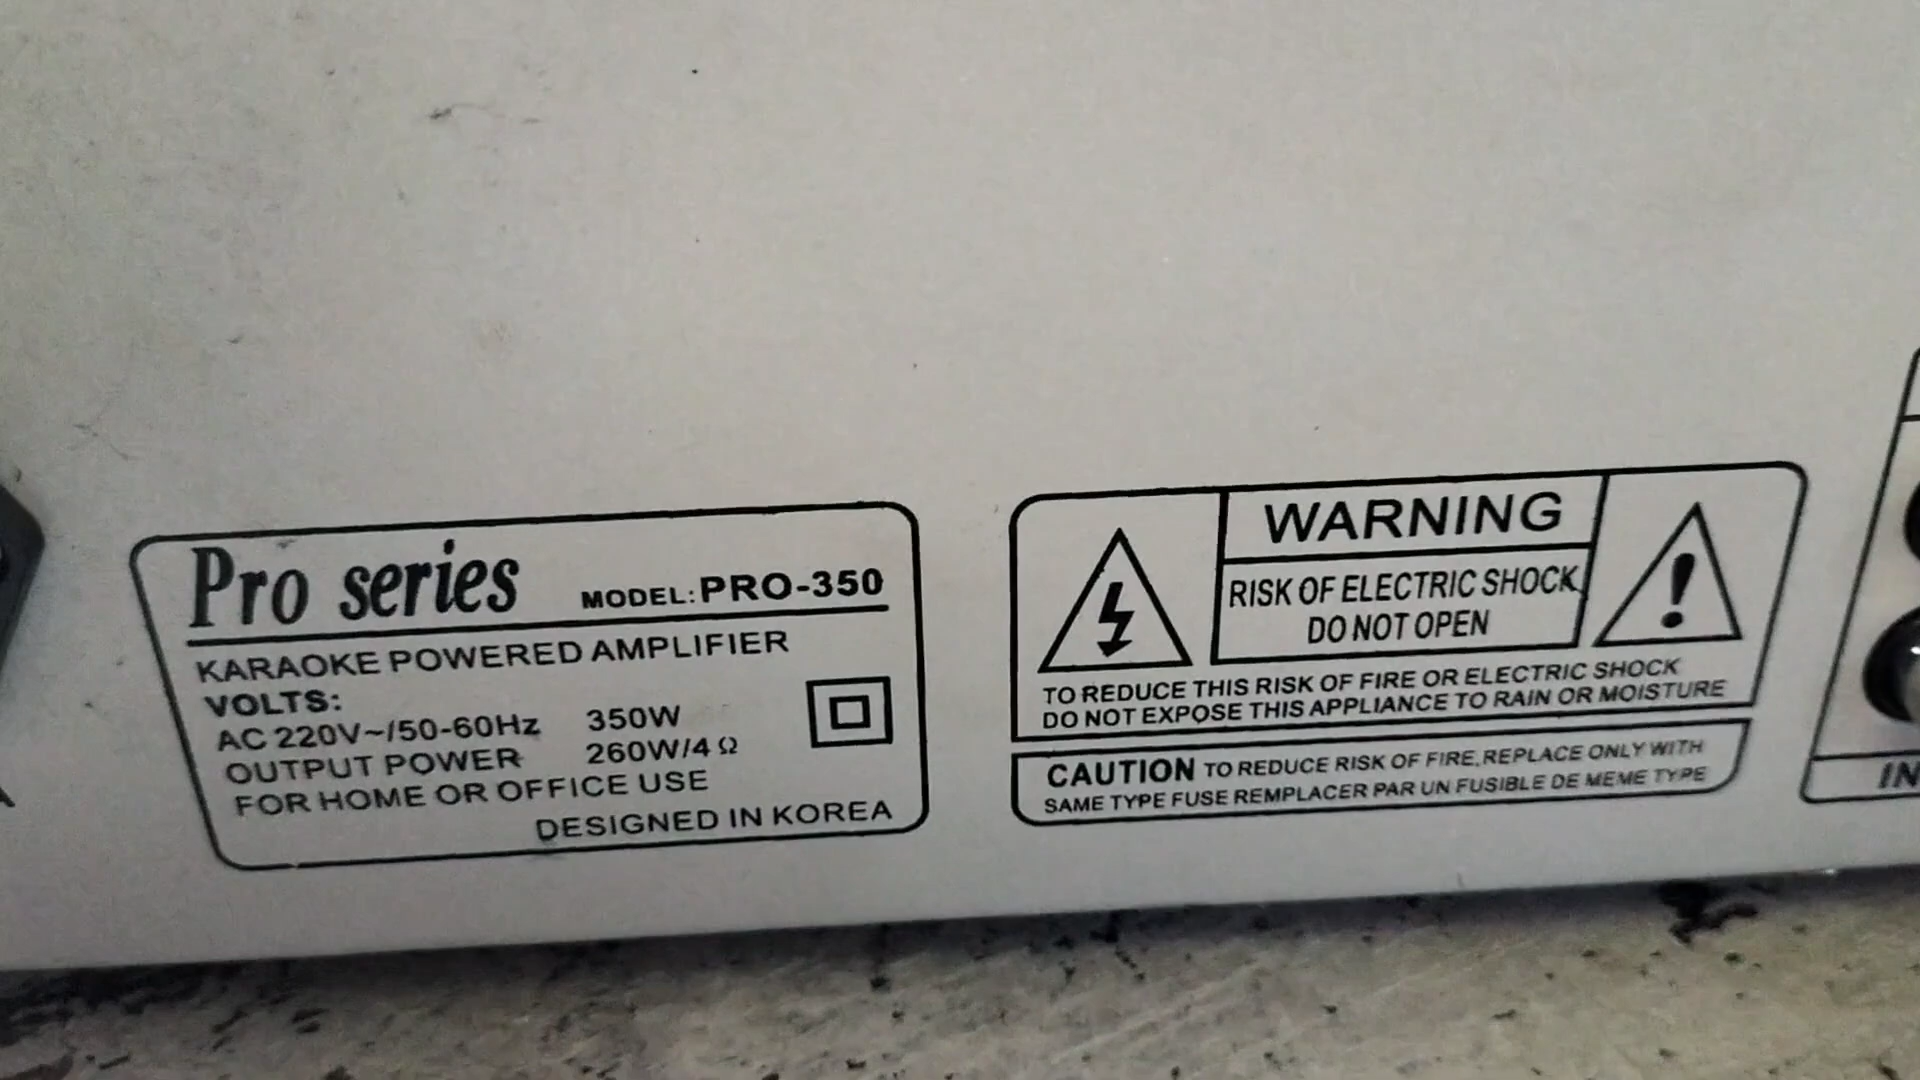 Pro series MODEL:PRO-350
KARAOKE POWERED AMPLIFIER
VOLTS:
AC 220V~/50-60Hz 350W
OUTPUT POWER 260W/4Ω
FOR HOME OR OFFICE USE
DESIGNED IN KOREA
WARNING
RISK OF ELECTRIC SHOCK
DO NOT OPEN
TO REDUCE THIS RISK OF FIRE OR ELECTRIC SHOCK
DO NOT EXPOSE THIS APPLIANCE TO RAIN OR MOISTURE
CAUTION TO REDUCE RISK OF FIRE, REPLACE ONLY WITH
SAME TYPE FUSE REMPLACER PAR UN FUSIBLE DE MEME TYPE